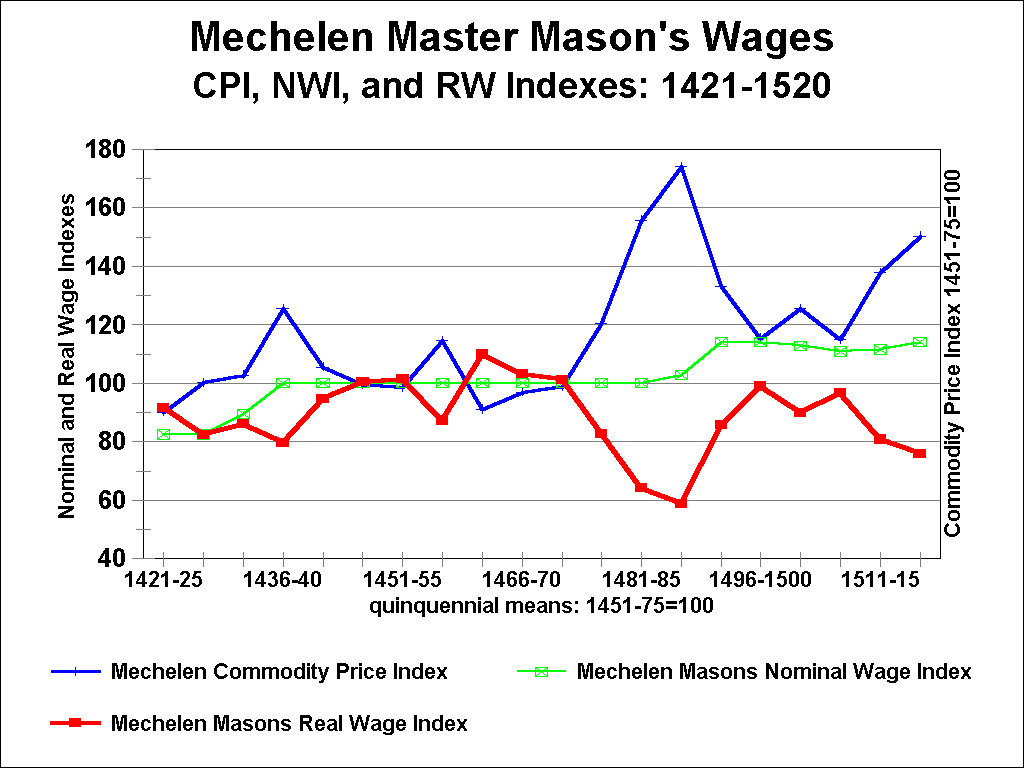 Mechelen Master Mason's Wages
CPI, NWI, and RW Indexes: 1421-1520
Nominal and Real Wage Indexes
180
160
140
120
100
80
60
40
Commodity Price Index 1451-75=100
1421-25 1436-40 1451-55 1466-70 1481-85 1496-1500 1511-15
quinquennial means: 1451-75=100
Mechelen Commodity Price Index
Mechelen Masons Nominal Wage Index
Mechelen Masons Real Wage Index